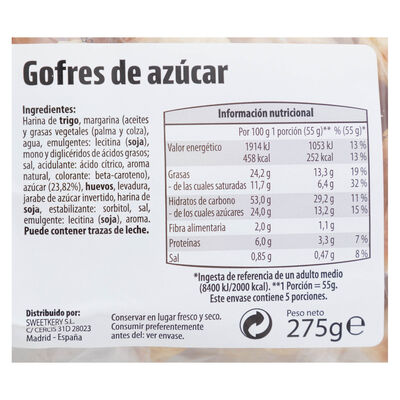 Gofres de azúcar
Ingredientes:
Harina de trigo, margarina (aceites
y grasas vegetales (palma y colza),
agua, emulgentes: lecitina (soja),
mono y diglicéridos de ácidos grasos;
sal, acidulante: ácido cítrico, aroma
natural, colorante: beta-caroteno),
azúcar (23,82%), huevos, levadura,
jarabe de azúcar invertido, harina de
soja, estabilizante: sorbitol, sal,
emulgente: lecitina (soja), aroma.
Puede contener trazas de leche.
Información nutricional
Por 100 g 1 porción (55 g)** % (55 g)*
Valor energético 1914 kJ 1053 kJ 13 %
458 kcal 252 kcal 13 %
Grasas 24,2 g 13,3 g 19 %
- de las cuales saturadas 11,7 g 6,4 g 32 %
Hidratos de carbono 53,0 g 29,2 g 11 %
- de los cuales azúcares 24,0 g 13,2 g 15 %
Fibra alimentaria 2,0 g 1,1 g
Proteínas 6,0 g 3,3 g 7 %
Sal 0,85 g 0,47 g 8 %
*Ingesta de referencia de un adulto medio
(8400 kJ/2000 kcal). **1 Porción = 55g.
Este envase contiene 5 porciones.
Distribuido por:
SWEETKERY S.L.
C/ CERCIS 31D 28023
Madrid - España
Conservar en lugar fresco y seco.
Consumir preferentemente
antes del: ver envase.
Peso neto
275g e